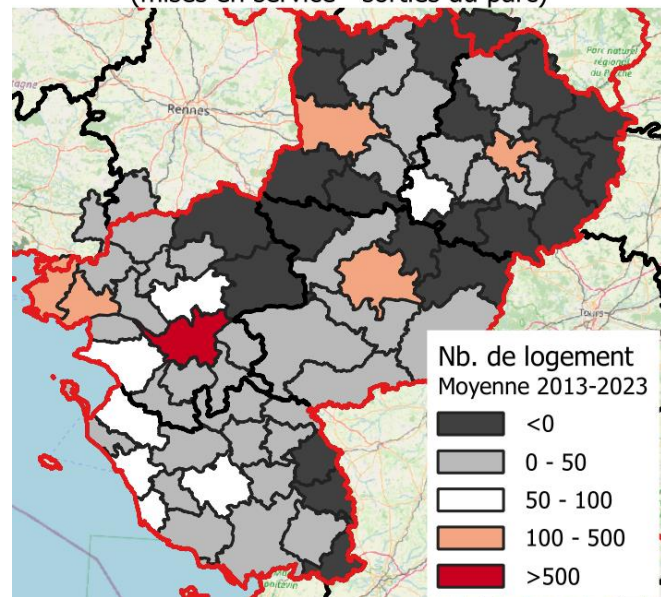 (mises en service - sorties du parc)
Parc naturel
régional
du Perche
Rennes
Tours
Nb. de logement
Moyenne 2013-2023
<0
0 - 50
50 - 100
100 - 500
>500